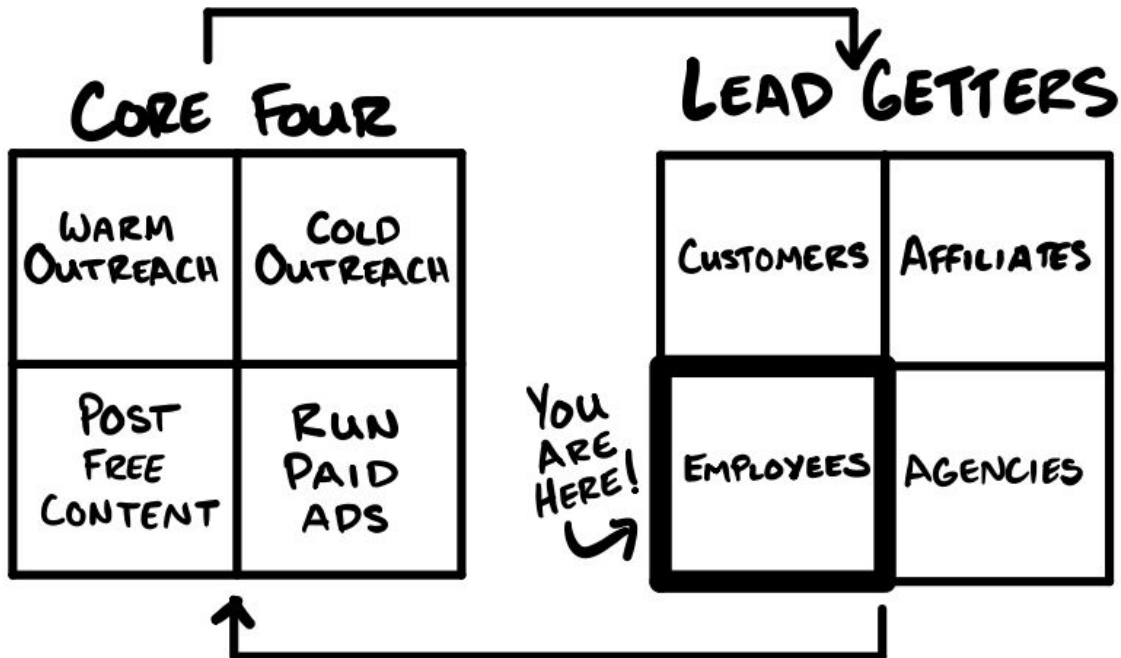 CORE FOUR
LEAD GETTERS
WARM
OUTREACH
COLD
OUTREACH
POST
FREE
CONTENT
RUN
PAID
ADS
CUSTOMERS
AFFILIATES
YOU
ARE
HERE!
EMPLOYEES
AGENCIES